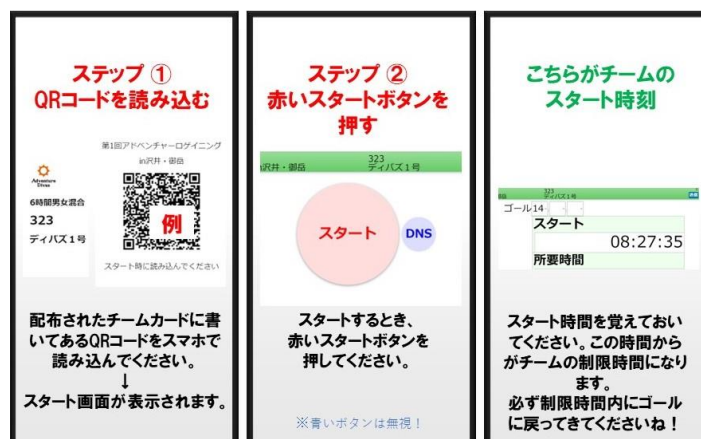 ステップ ①
QRコードを読み込む
第1回アドベンチャーロゲイニング
in沢井・御岳
Adventure
Divas
6時間男女混合
323
ディバズ1号
例
スタート時に読み込んでください
配布されたチームカードに書
いてあるQRコードをスマホで
読み込んでください。
↓
スタート画面が表示されます。
ステップ ②
赤いスタートボタンを
押す
in沢井・御岳
323
ディバズ1号
スタート
DNS
スタートするとき、
赤いスタートボタンを
押してください。
※青いボタンは無視！
こちらがチームの
スタート時刻
323
ディバズ1号
ゴール14
スタート
08:27:35
所要時間
スタート時間を覚えておい
てください。この時間から
がチームの制限時間になり
ます。
必ず制限時間内にゴール
に戻ってきてくださいね！